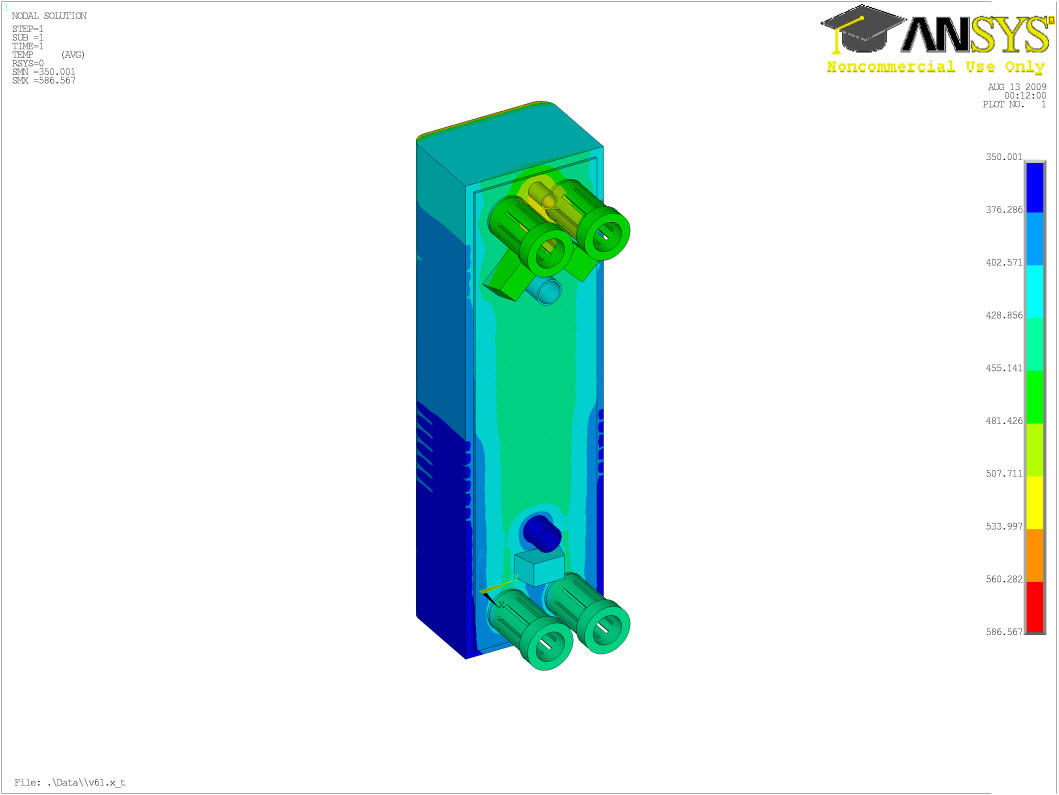 1
NODAL SOLUTION
STEP=1
SUB =1
TIME=1
TEMP (AVG)
RSYS=0
SMN =350.001
SMX =586.567
ANSYS
Noncommercial Use Only
AUG 13 2009
00:12:00
PLOT NO. 1
350.001
376.286
402.571
428.856
455.141
481.426
507.711
533.997
560.282
586.567
File: .\Data\\v61.x_t